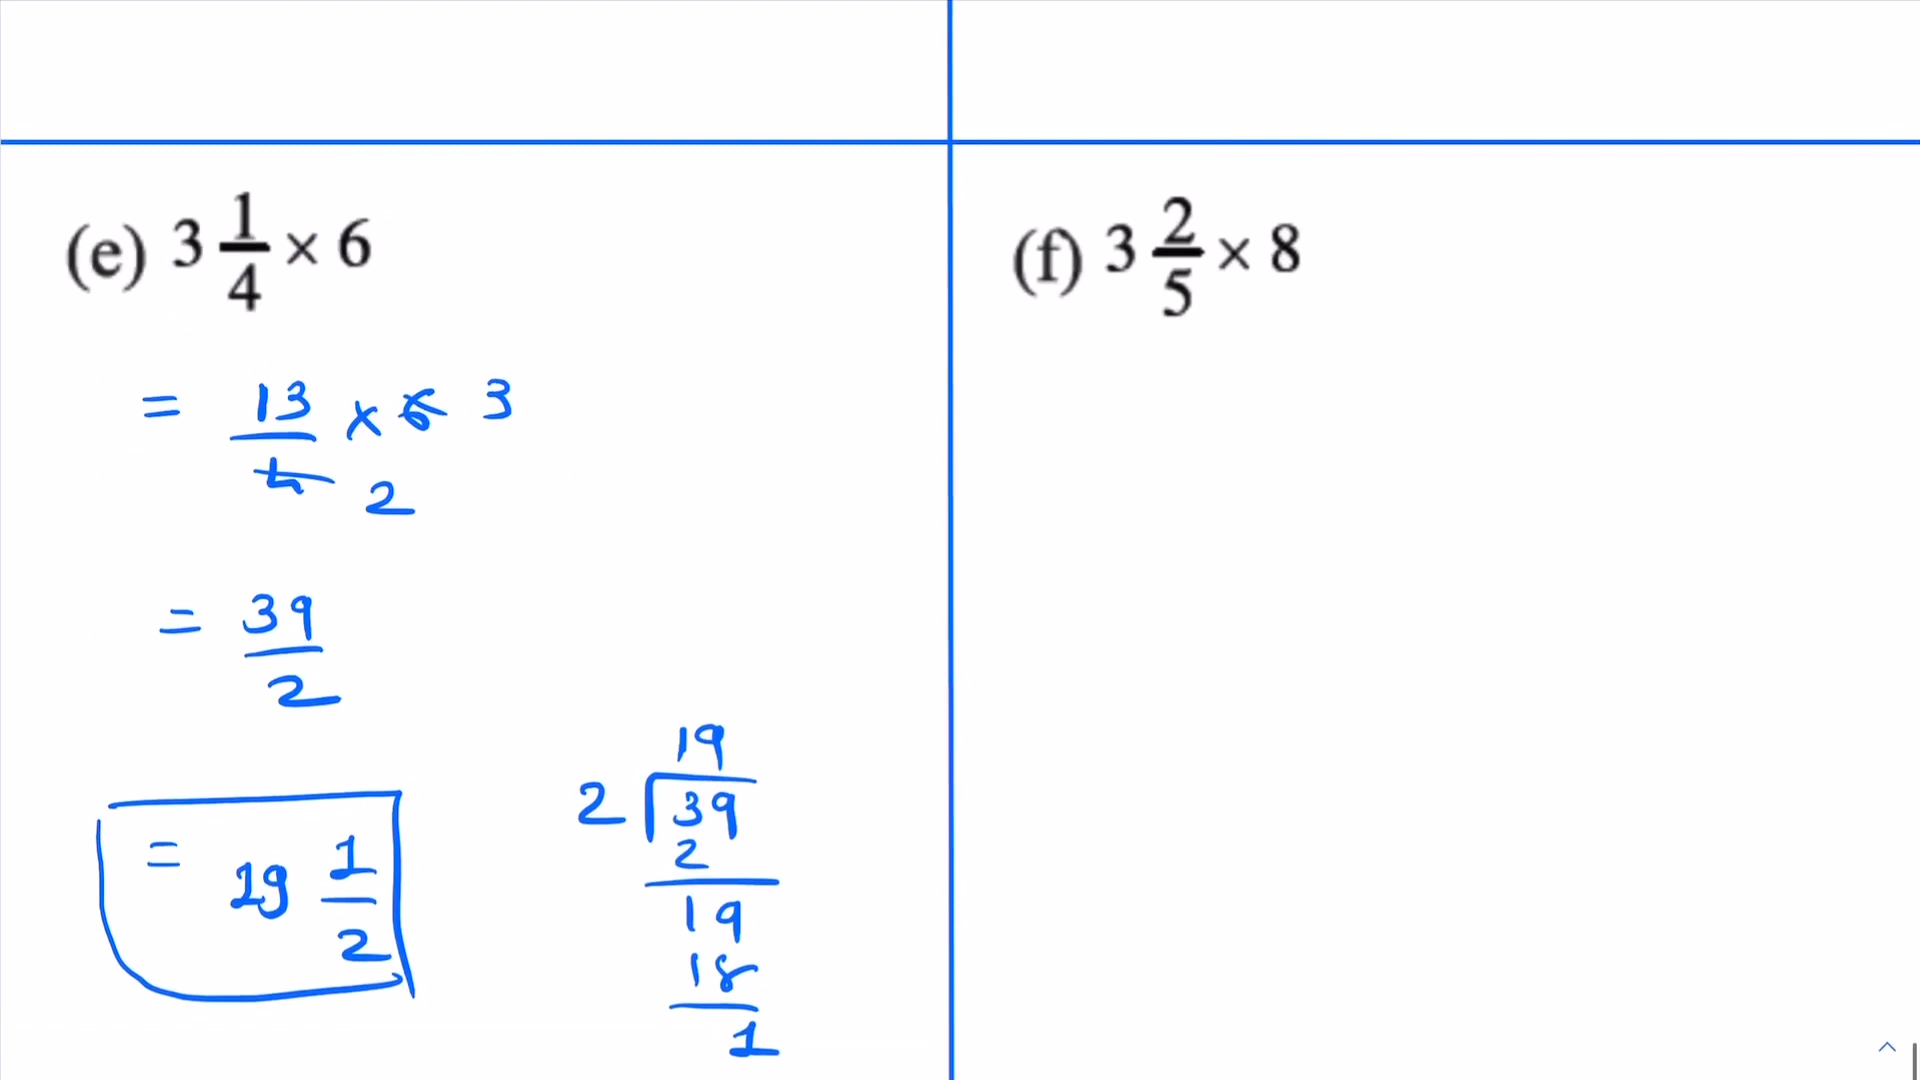 (e) 3 1/4 × 6
= 13/4 × 6 3
2
= 39/2
= 19 1/2
19
2 39
2
19
18
1
(f) 3 2/5 × 8